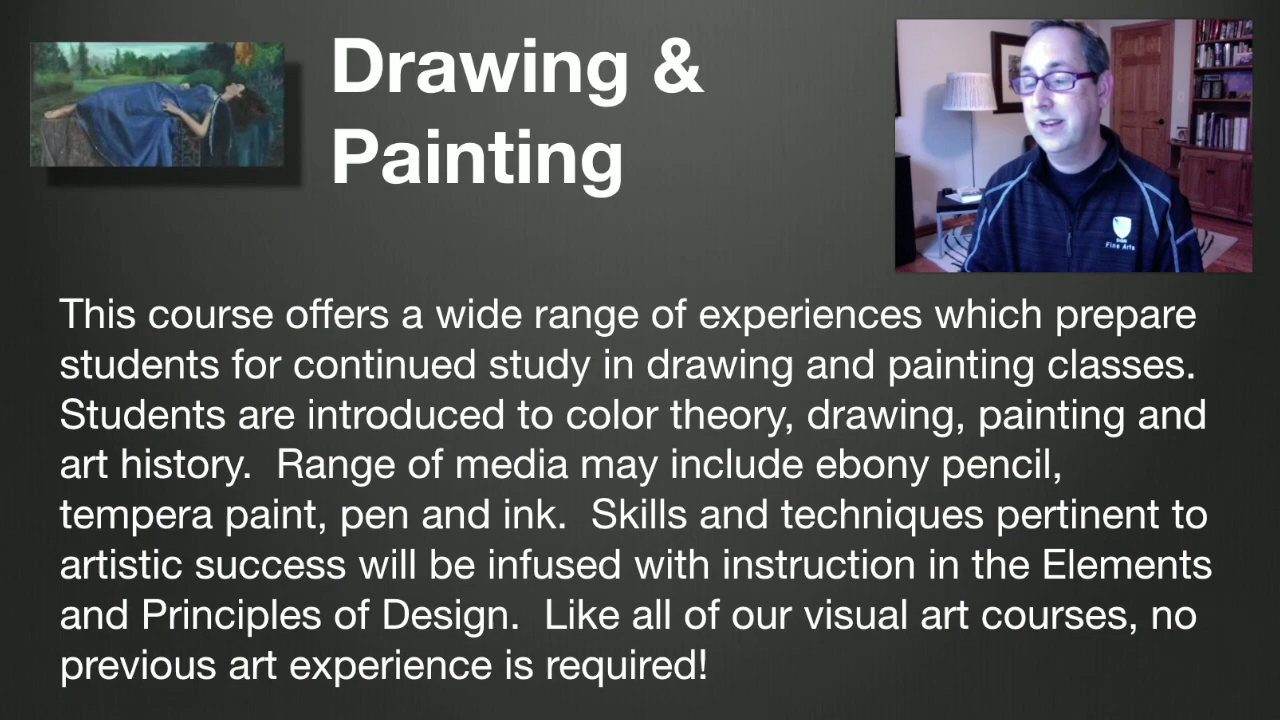 Drawing &
Painting
Fine Arts
This course offers a wide range of experiences which prepare
students for continued study in drawing and painting classes.
Students are introduced to color theory, drawing, painting and
art history.  Range of media may include ebony pencil,
tempera paint, pen and ink.  Skills and techniques pertinent to
artistic success will be infused with instruction in the Elements
and Principles of Design.  Like all of our visual art courses, no
previous art experience is required!